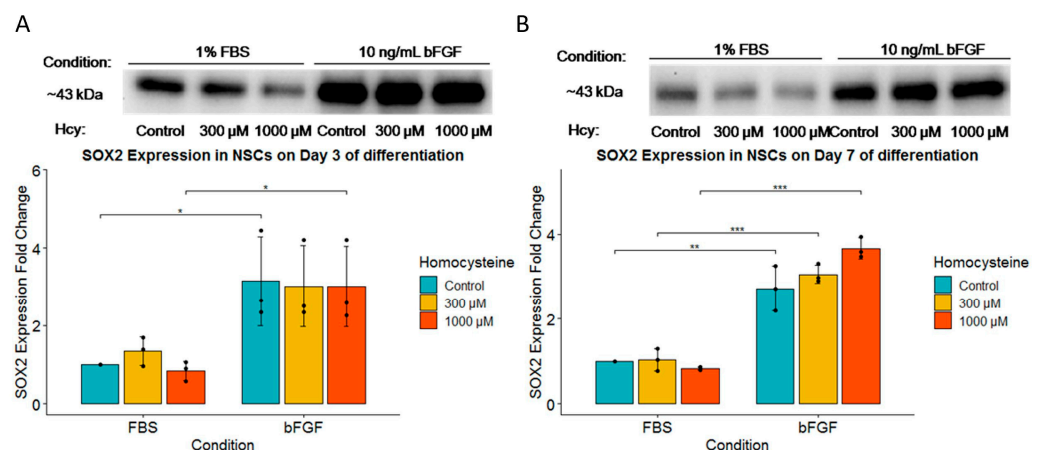 A
1% FBS 10 ng/mL bFGF
Condition:
~43 kDa
Hcy: Control 300 µM 1000 µM Control 300 µM 1000 µM
SOX2 Expression in NSCs on Day 3 of differentiation
SOX2 Expression Fold Change
6
4
2
0
*
*
FBS bFGF
Condition
Homocysteine
Control
300 µM
1000 µM
B
1% FBS 10 ng/mL bFGF
Condition:
~43 kDa
Hcy: Control 300 µM 1000 µM Control 300 µM 1000 µM
SOX2 Expression in NSCs on Day 7 of differentiation
SOX2 Expression Fold Change
4
2
0
***
***
**
FBS bFGF
Condition
Homocysteine
Control
300 µM
1000 µM